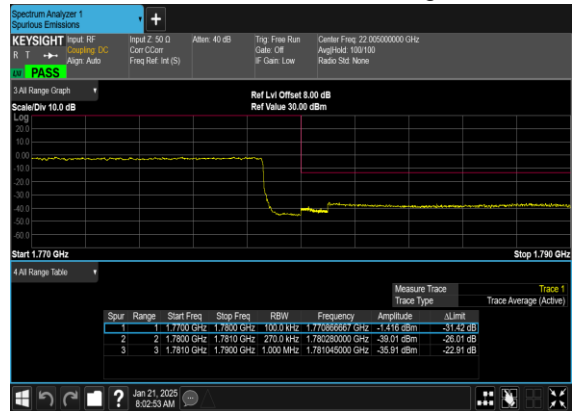 Spectrum Analyzer 1
Spurious Emissions
KEYSIGHT Input: RF Input Z: 50 Ω Atten: 40 dB Trig: Free Run Center Freq: 22.005000000 GHz
R T Coupling: DC Corr CCorr Gate: Off Avg|Hold: 100/100
Align: Auto Freq Ref: Int (S) IF Gain: Low Radio Std: None
PASS
3 All Range Graph
Ref Lvl Offset 8.00 dB
Scale/Div 10.0 dB Ref Value 30.00 dBm
Log
20.0
10.0
0.00
-10.0
-20.0
-30.0
-40.0
-50.0
-60.0
Start 1.770 GHz Stop 1.790 GHz
4 All Range Table
Measure Trace Trace 1
Trace Type Trace Average (Active)
Spur Range Start Freq Stop Freq RBW Frequency Amplitude ΔLimit
1 1 1.7700 GHz 1.7800 GHz 100.0 kHz 1.770866667 GHz -1.416 dBm -31.42 dB
2 2 1.7800 GHz 1.7810 GHz 270.0 kHz 1.780280000 GHz -39.01 dBm -26.01 dB
3 3 1.7810 GHz 1.7900 GHz 1.000 MHz 1.781045000 GHz -35.91 dBm -22.91 dB
? Jan 21, 2025
8:02:53 AM